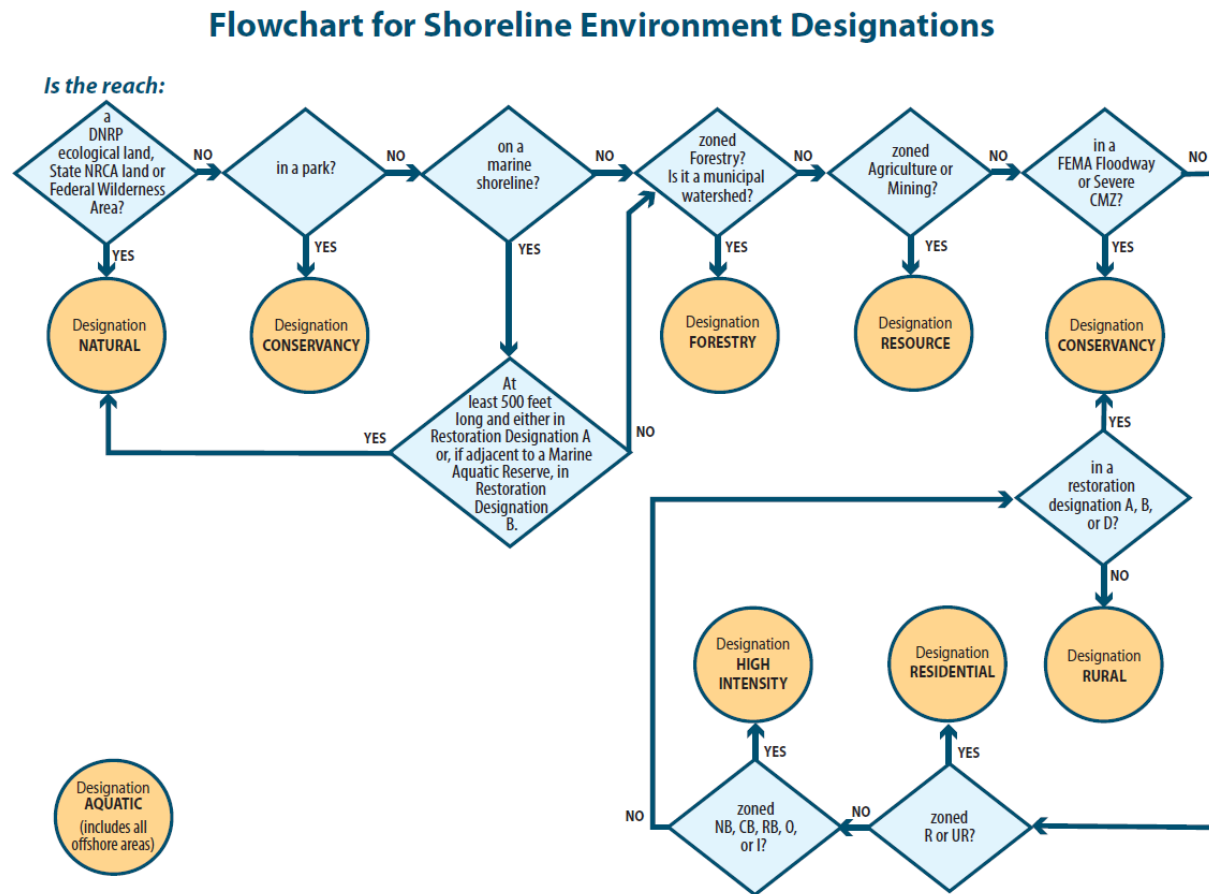 Flowchart for Shoreline Environment Designations
Is the reach:
a
DNRP
ecological land,
State NRCA land or
Federal Wilderness
Area?
NO
YES
Designation
NATURAL
in a park?
NO
YES
Designation
CONSERVANCY
on a
marine
shoreline?
NO
YES
At
least 500 feet
long and either in
Restoration Designation A
or, if adjacent to a Marine
Aquatic Reserve, in
Restoration
Designation
B.
YES
NO
zoned
Forestry?
Is it a municipal
watershed?
NO
YES
Designation
FORESTRY
zoned
Agriculture or
Mining?
NO
YES
Designation
RESOURCE
in a
FEMA Floodway
or Severe
CMZ?
NO
YES
Designation
CONSERVANCY
YES
in a
restoration
designation A, B,
or D?
NO
Designation
RURAL
Designation
RESIDENTIAL
YES
zoned
R or UR?
NO
Designation
HIGH
INTENSITY
YES
zoned
NB, CB, RB, O,
or I?
NO
Designation
AQUATIC
(includes all
offshore areas)